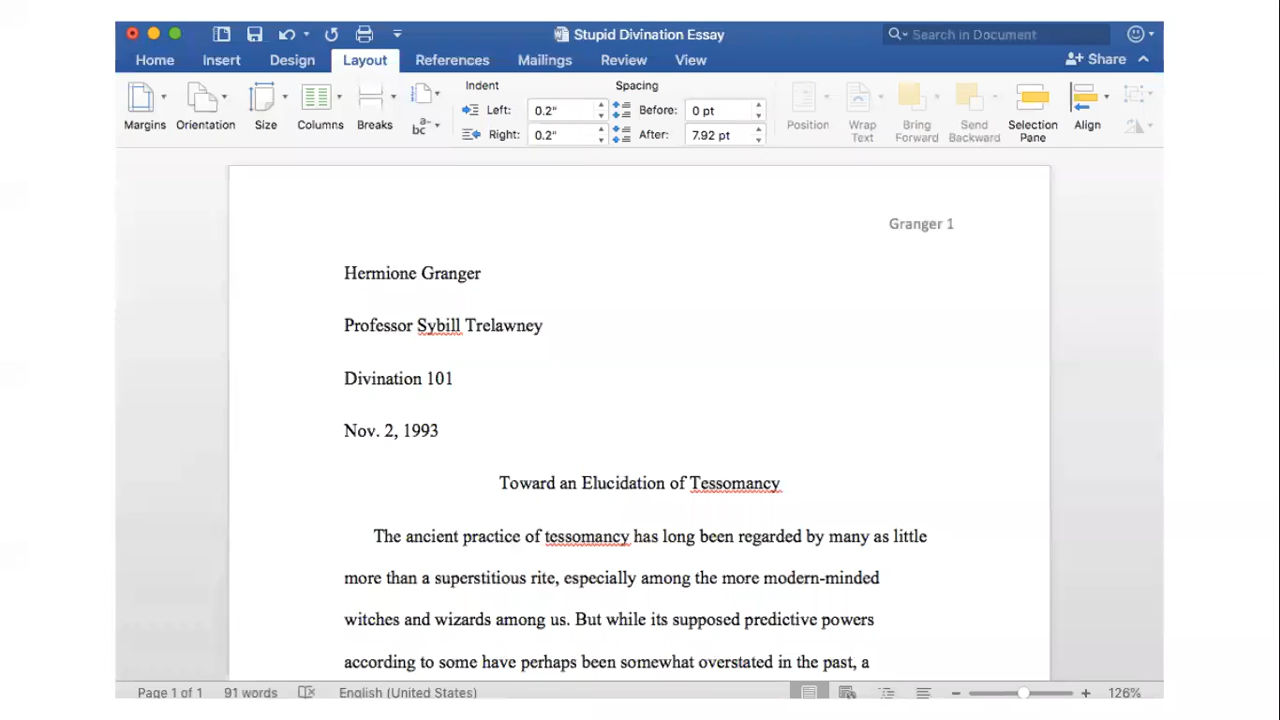 Stupid Divination Essay
Search in Document
Home Insert Design Layout References Mailings Review View
Share
Indent Spacing
Left: 0.2" Before: 0 pt
Right: 0.2" After: 7.92 pt
Margins Orientation Size Columns Breaks
a- bc
Position Wrap Text Bring Forward Send Backward Selection Pane Align
Granger 1
Hermione Granger
Professor Sybill Trelawney
Divination 101
Nov. 2, 1993
Toward an Elucidation of Tessomancy
The ancient practice of tessomancy has long been regarded by many as little
more than a superstitious rite, especially among the more modern-minded
witches and wizards among us. But while its supposed predictive powers
according to some have perhaps been somewhat overstated in the past, a
Page 1 of 1 91 words English (United States) 126%